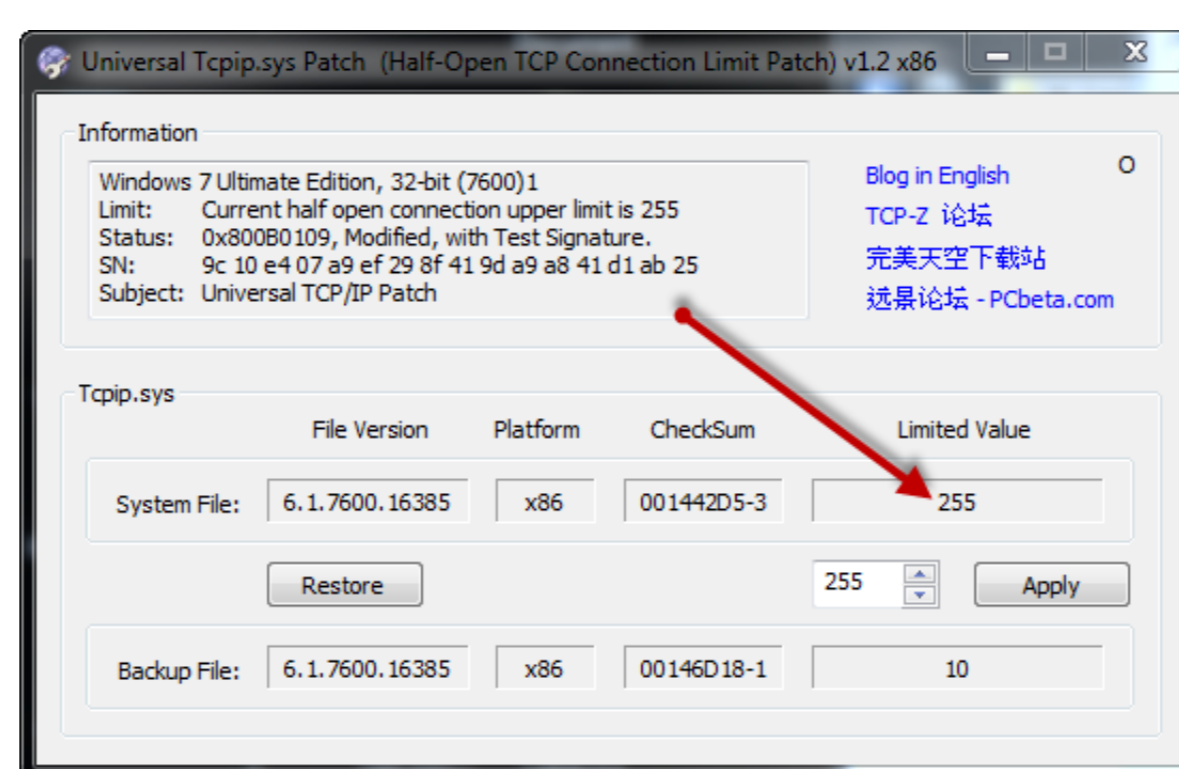 Universal Tcpip.sys Patch (Half-Open TCP Connection Limit Patch) v1.2 x86
Information
Windows 7 Ultimate Edition, 32-bit (7600)1
Limit: Current half open connection upper limit is 255
Status: 0x800B0109, Modified, with Test Signature.
SN: 9c 10 e4 07 a9 ef 29 8f 41 9d a9 a8 41 d1 ab 25
Subject: Universal TCP/IP Patch
Blog in English
O
TCP-Z 论坛
完美天空下载站
远景论坛 - PCbeta.com
Tcpip.sys
File Version Platform CheckSum Limited Value
System File: 6.1.7600.16385 x86 001442D5-3 255
Restore 255 Apply
Backup File: 6.1.7600.16385 x86 00146D18-1 10